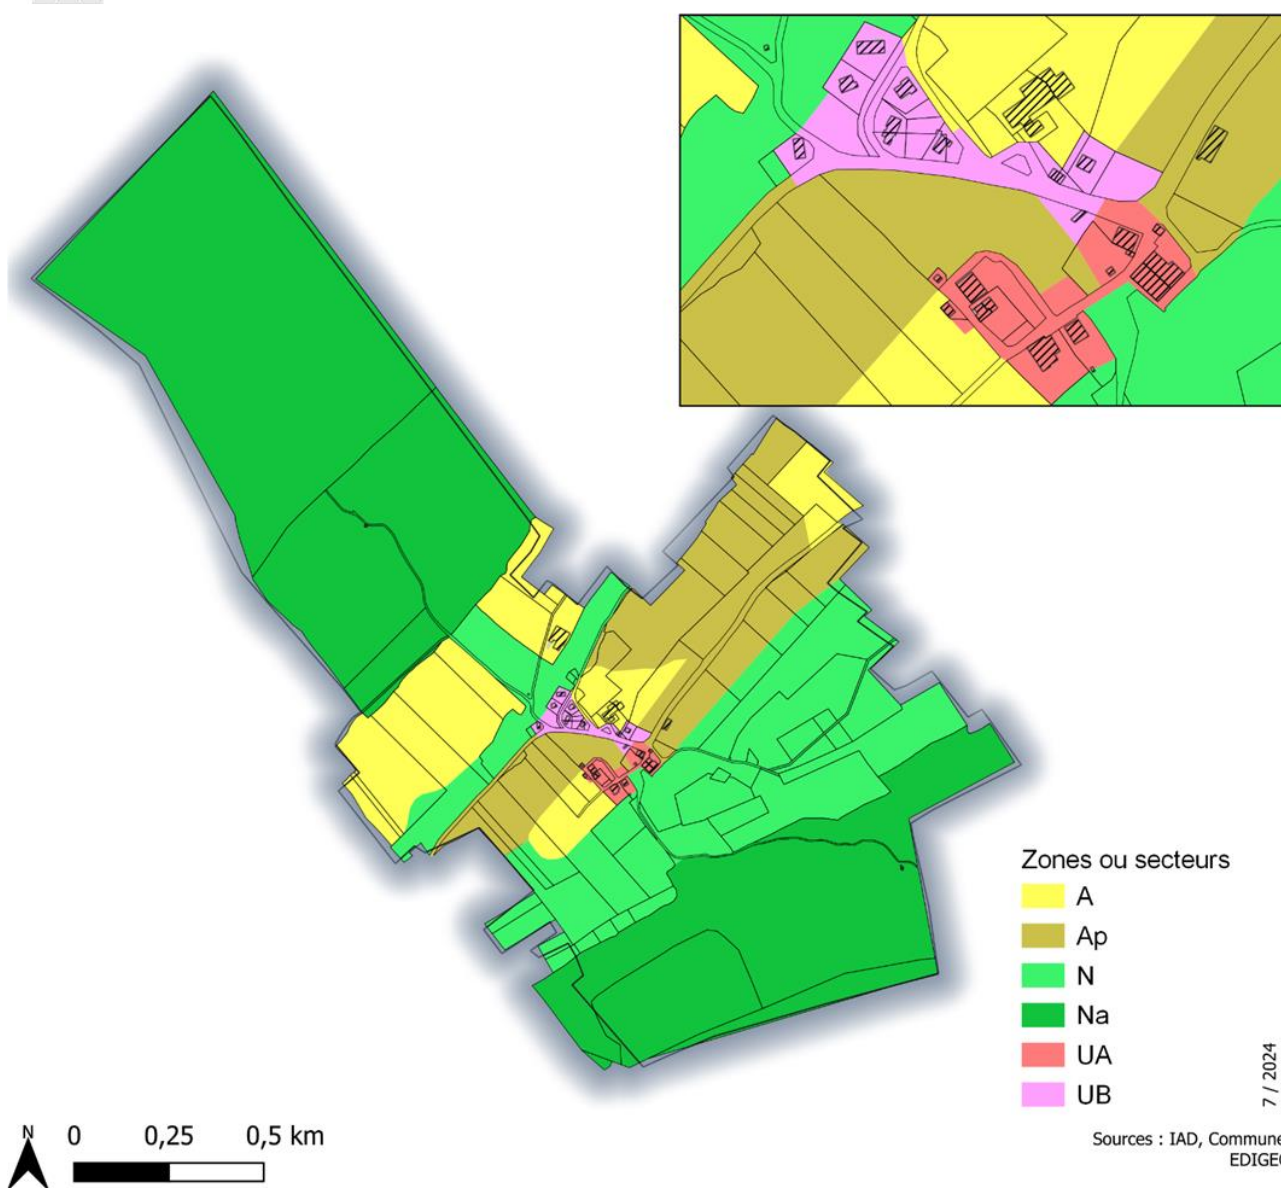 Zones ou secteurs
A
Ap
N
Na
UA
UB
7 / 2024
N
0 0,25 0,5 km
Sources : IAD, Commune
EDIGE